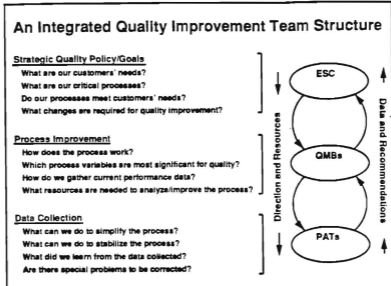 An Integrated Quality Improvement Team Structure
Strategic Quality Policy/Goals
What are our customers' needs?
What are our critical processes?
Do our processes meet customers' needs?
What changes are required for quality improvement?
Process Improvement
How does the process work?
Which process variables are most significant for quality?
How do we gather current performance data?
What resources are needed to analyze/improve the process?
Data Collection
What can we do to simplify the process?
What can we do to stabilize the process?
What did we learn from the data collected?
Are there special problems to be corrected?
Direction and Resources
ESC
QMBs
PATs
Data and Recommendations